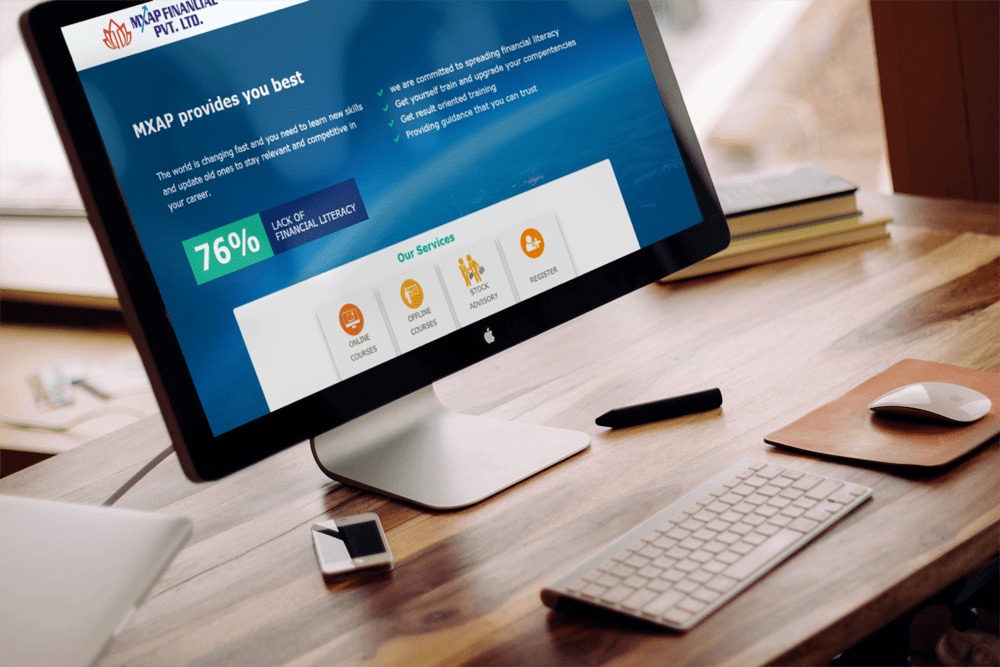 MXAP FINANCIAL
PVT. LTD.
MXAP provides you best
The world is changing fast and you need to learn new skills
and update old ones to stay relevant and competitive in
your career.
76%
LACK OF
FINANCIAL LITERACY
we are committed to spreading financial literacy
Get yourself train and upgrade your compentencies
Get result oriented training
Providing guidance that you can trust
Our Services
ONLINE
COURSES
OFFLINE
COURSES
STOCK
ADVISORY
REGISTER